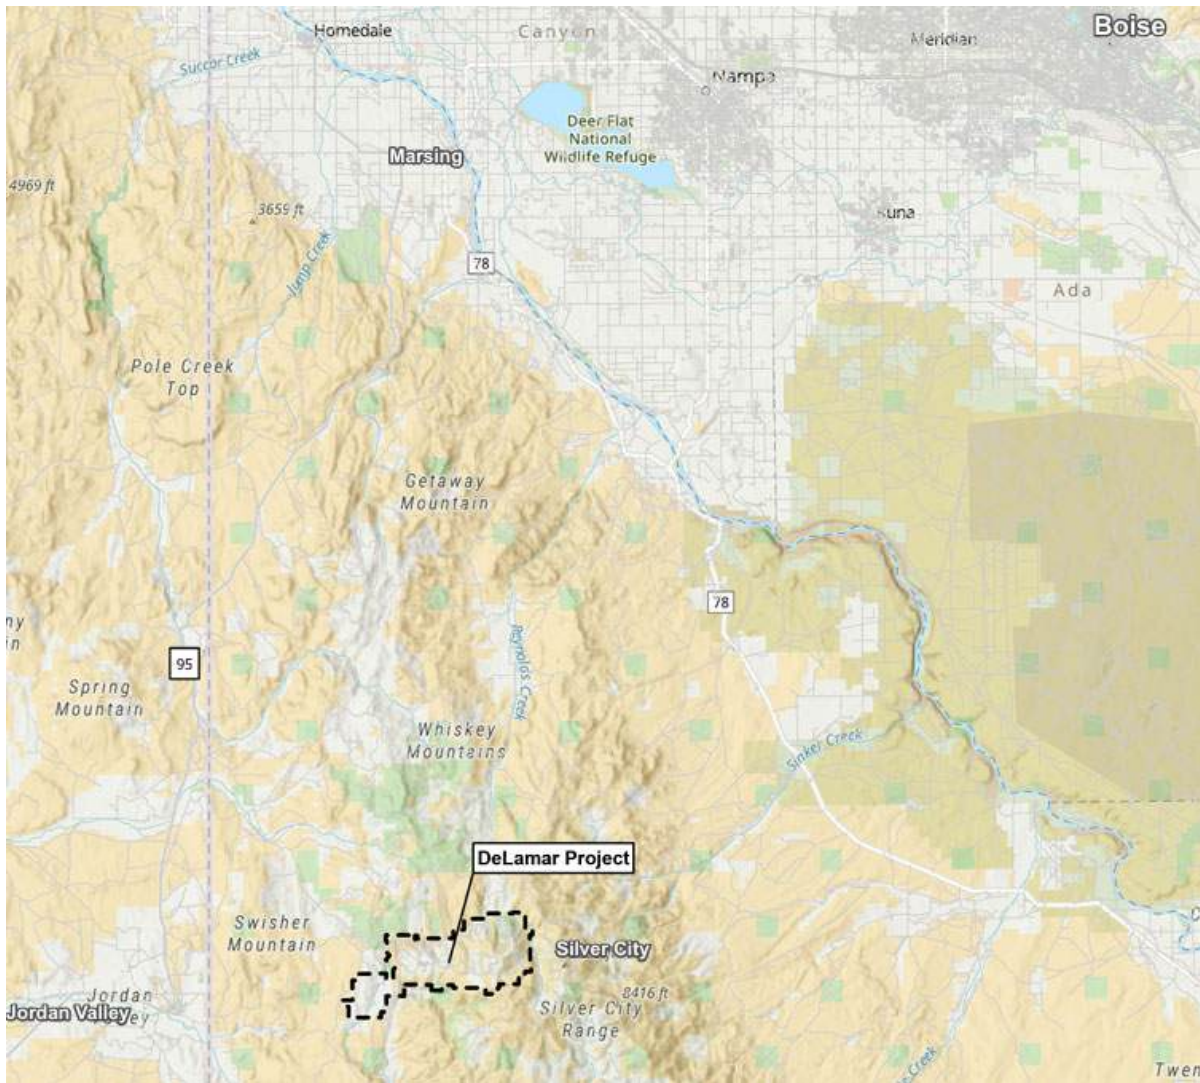 Boise
Homedale
Canyon
Meridian
Succor Creek
Nampa
Deer Flat
National
Wildlife Refuge
Marsing
4969 ft
3659 ft
Kuna
Jump Creek
78
Ada
Pole Creek
Top
Getaway
Mountain
78
Reynolds Creek
95
Spring
Mountain
Whiskey
Mountains
Sinker Creek
DeLamar Project
Swisher
Mountain
Silver City
8416 ft
Jordan
Jordan Valley
Silver City
Range
Creek